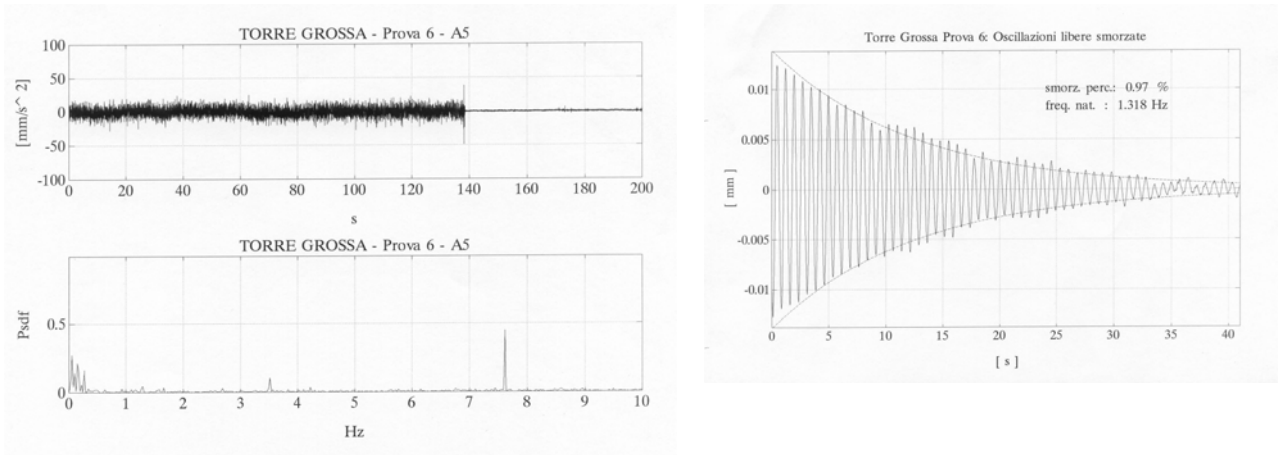 TORRE GROSSA - Prova 6 - A5
100
50
0
-50
-100
[mm/s^ 2]
0 20 40 60 80 100 120 140 160 180 200
s
TORRE GROSSA - Prova 6 - A5
0.5
0
Psdf
0 1 2 3 4 5 6 7 8 9 10
Hz
Torre Grossa Prova 6: Oscillazioni libere smorzate
smorz. perc.: 0.97 %
freq. nat. : 1.318 Hz
0.01
0.005
0
-0.005
-0.01
[ mm ]
0 5 10 15 20 25 30 35 40
[ s ]